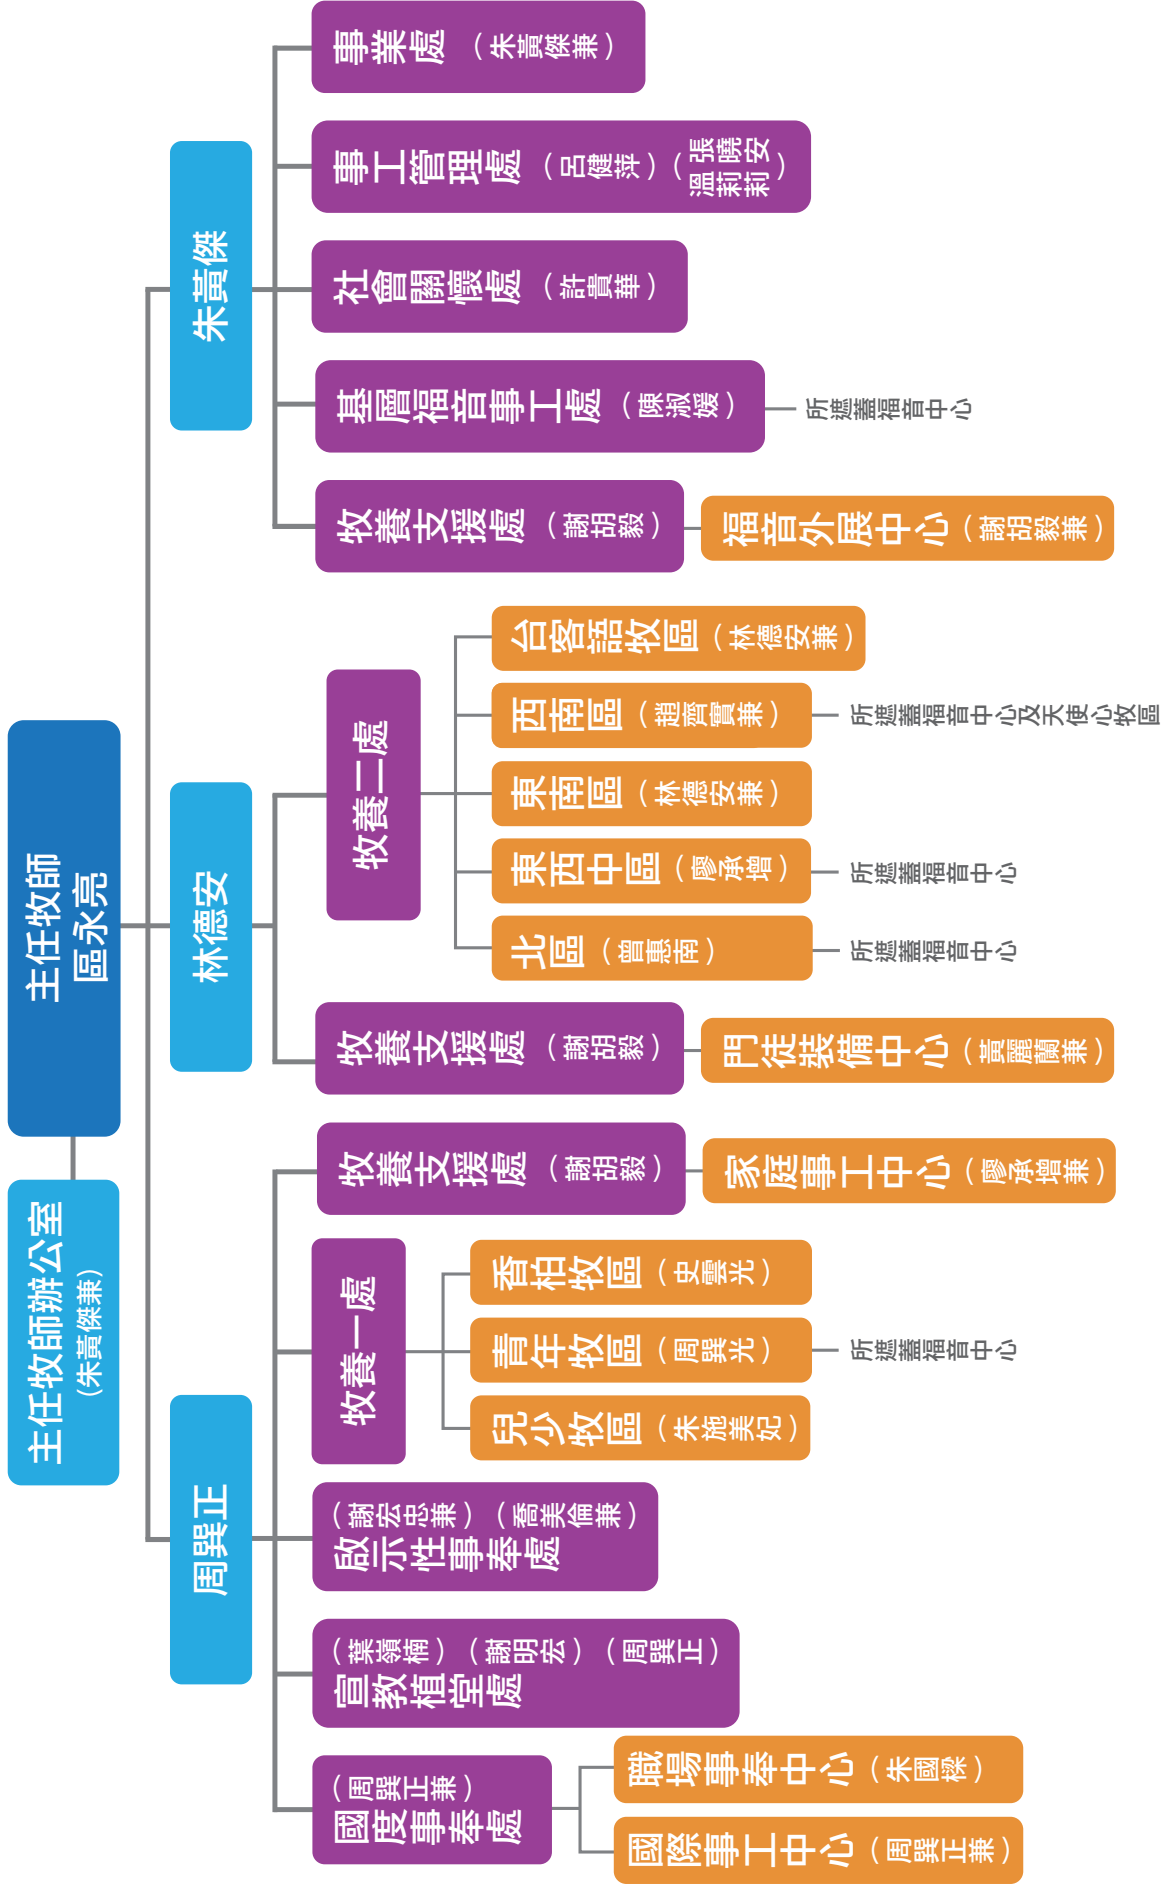 主任牧師
區永亮
主任牧師辦公室
(朱黃傑兼)
周巽正
林德安
朱黃傑
國度事奉處
(周巽正兼)
國際事工中心(周巽正兼)
職場事奉中心(朱國樑)
宣教植堂處
(葉嶺楠)(謝明宏)(周巽正)
啟示性事奉處
(謝宏忠兼)(喬美倫兼)
牧養一處
兒少牧區(朱施美妃)
青年牧區(周巽光)
所遮蓋福音中心
香柏牧區(史雲光)
牧養支援處(謝胡毅)
家庭事工中心(廖承增兼)
牧養支援處(謝胡毅)
門徒裝備中心(黃麗蘭兼)
牧養二處
北區(曾惠南)
所遮蓋福音中心
東西中區(廖承增)
所遮蓋福音中心
東南區(林德安兼)
西南區(趙齊實兼)
所遮蓋福音中心及天使心牧區
台客語牧區(林德安兼)
牧養支援處(謝胡毅)
福音外展中心(謝胡毅兼)
基層福音事工處(陳淑媛)
所遮蓋福音中心
社會關懷處(許貴華)
事工管理處(呂健萍)(溫莉莉 張曉安)
事業處(朱黃傑兼)